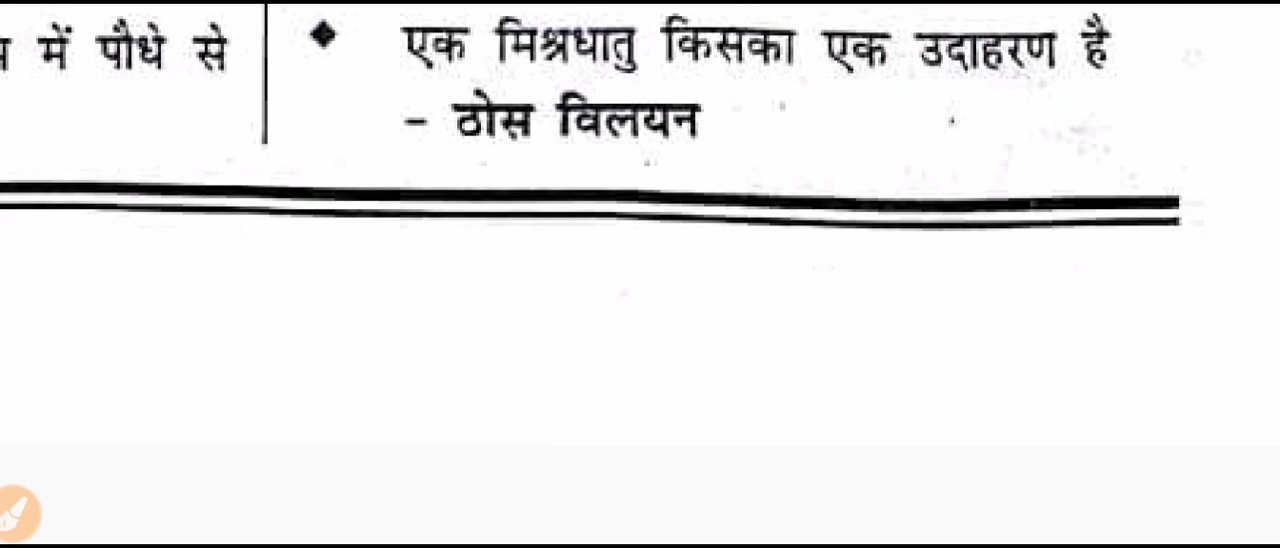 में पौधे से
◆ एक मिश्रधातु किसका एक उदाहरण है
- ठोस विलयन